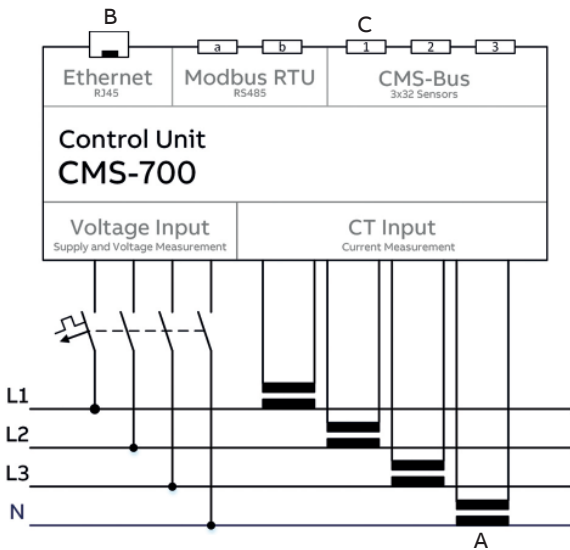 B
C
a b 1 2 3
Ethernet Modbus RTU CMS-Bus
RJ45 RS485 3x32 Sensors
Control Unit
CMS-700
Voltage Input CT Input
Supply and Voltage Measurement Current Measurement
L1
L2
L3
N
A